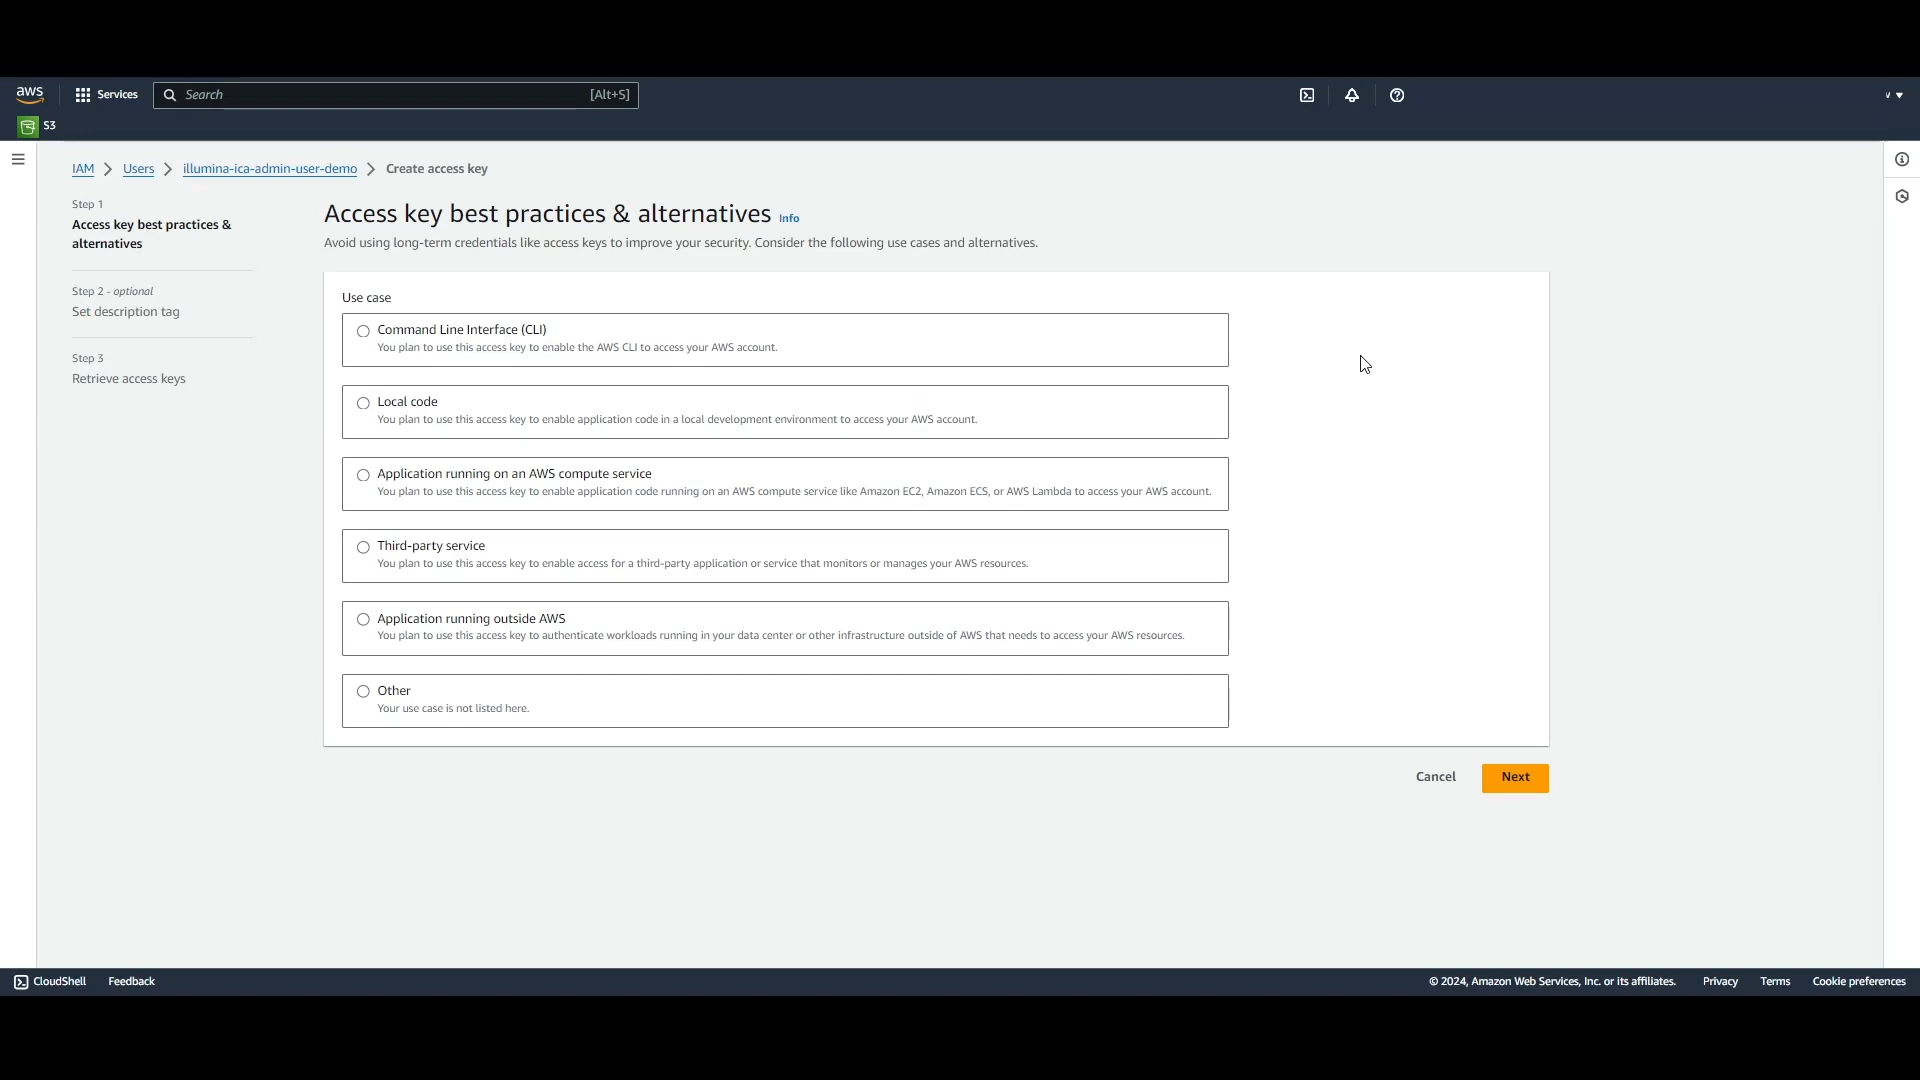 aws
Services
Search
[Alt+S]
S3
IAM
Users
illumina-ica-admin-user-demo
Create access key
Step 1
Access key best practices &
alternatives
Step 2 - optional
Set description tag
Step 3
Retrieve access keys
Access key best practices & alternatives Info
Avoid using long-term credentials like access keys to improve your security. Consider the following use cases and alternatives.
Use case
Command Line Interface (CLI)
You plan to use this access key to enable the AWS CLI to access your AWS account.
Local code
You plan to use this access key to enable application code in a local development environment to access your AWS account.
Application running on an AWS compute service
You plan to use this access key to enable application code running on an AWS compute service like Amazon EC2, Amazon ECS, or AWS Lambda to access your AWS account.
Third-party service
You plan to use this access key to enable access for a third-party application or service that monitors or manages your AWS resources.
Application running outside AWS
You plan to use this access key to authenticate workloads running in your data center or other infrastructure outside of AWS that needs to access your AWS resources.
Other
Your use case is not listed here.
Cancel
Next
CloudShell
Feedback
© 2024, Amazon Web Services, Inc. or its affiliates.
Privacy
Terms
Cookie preferences